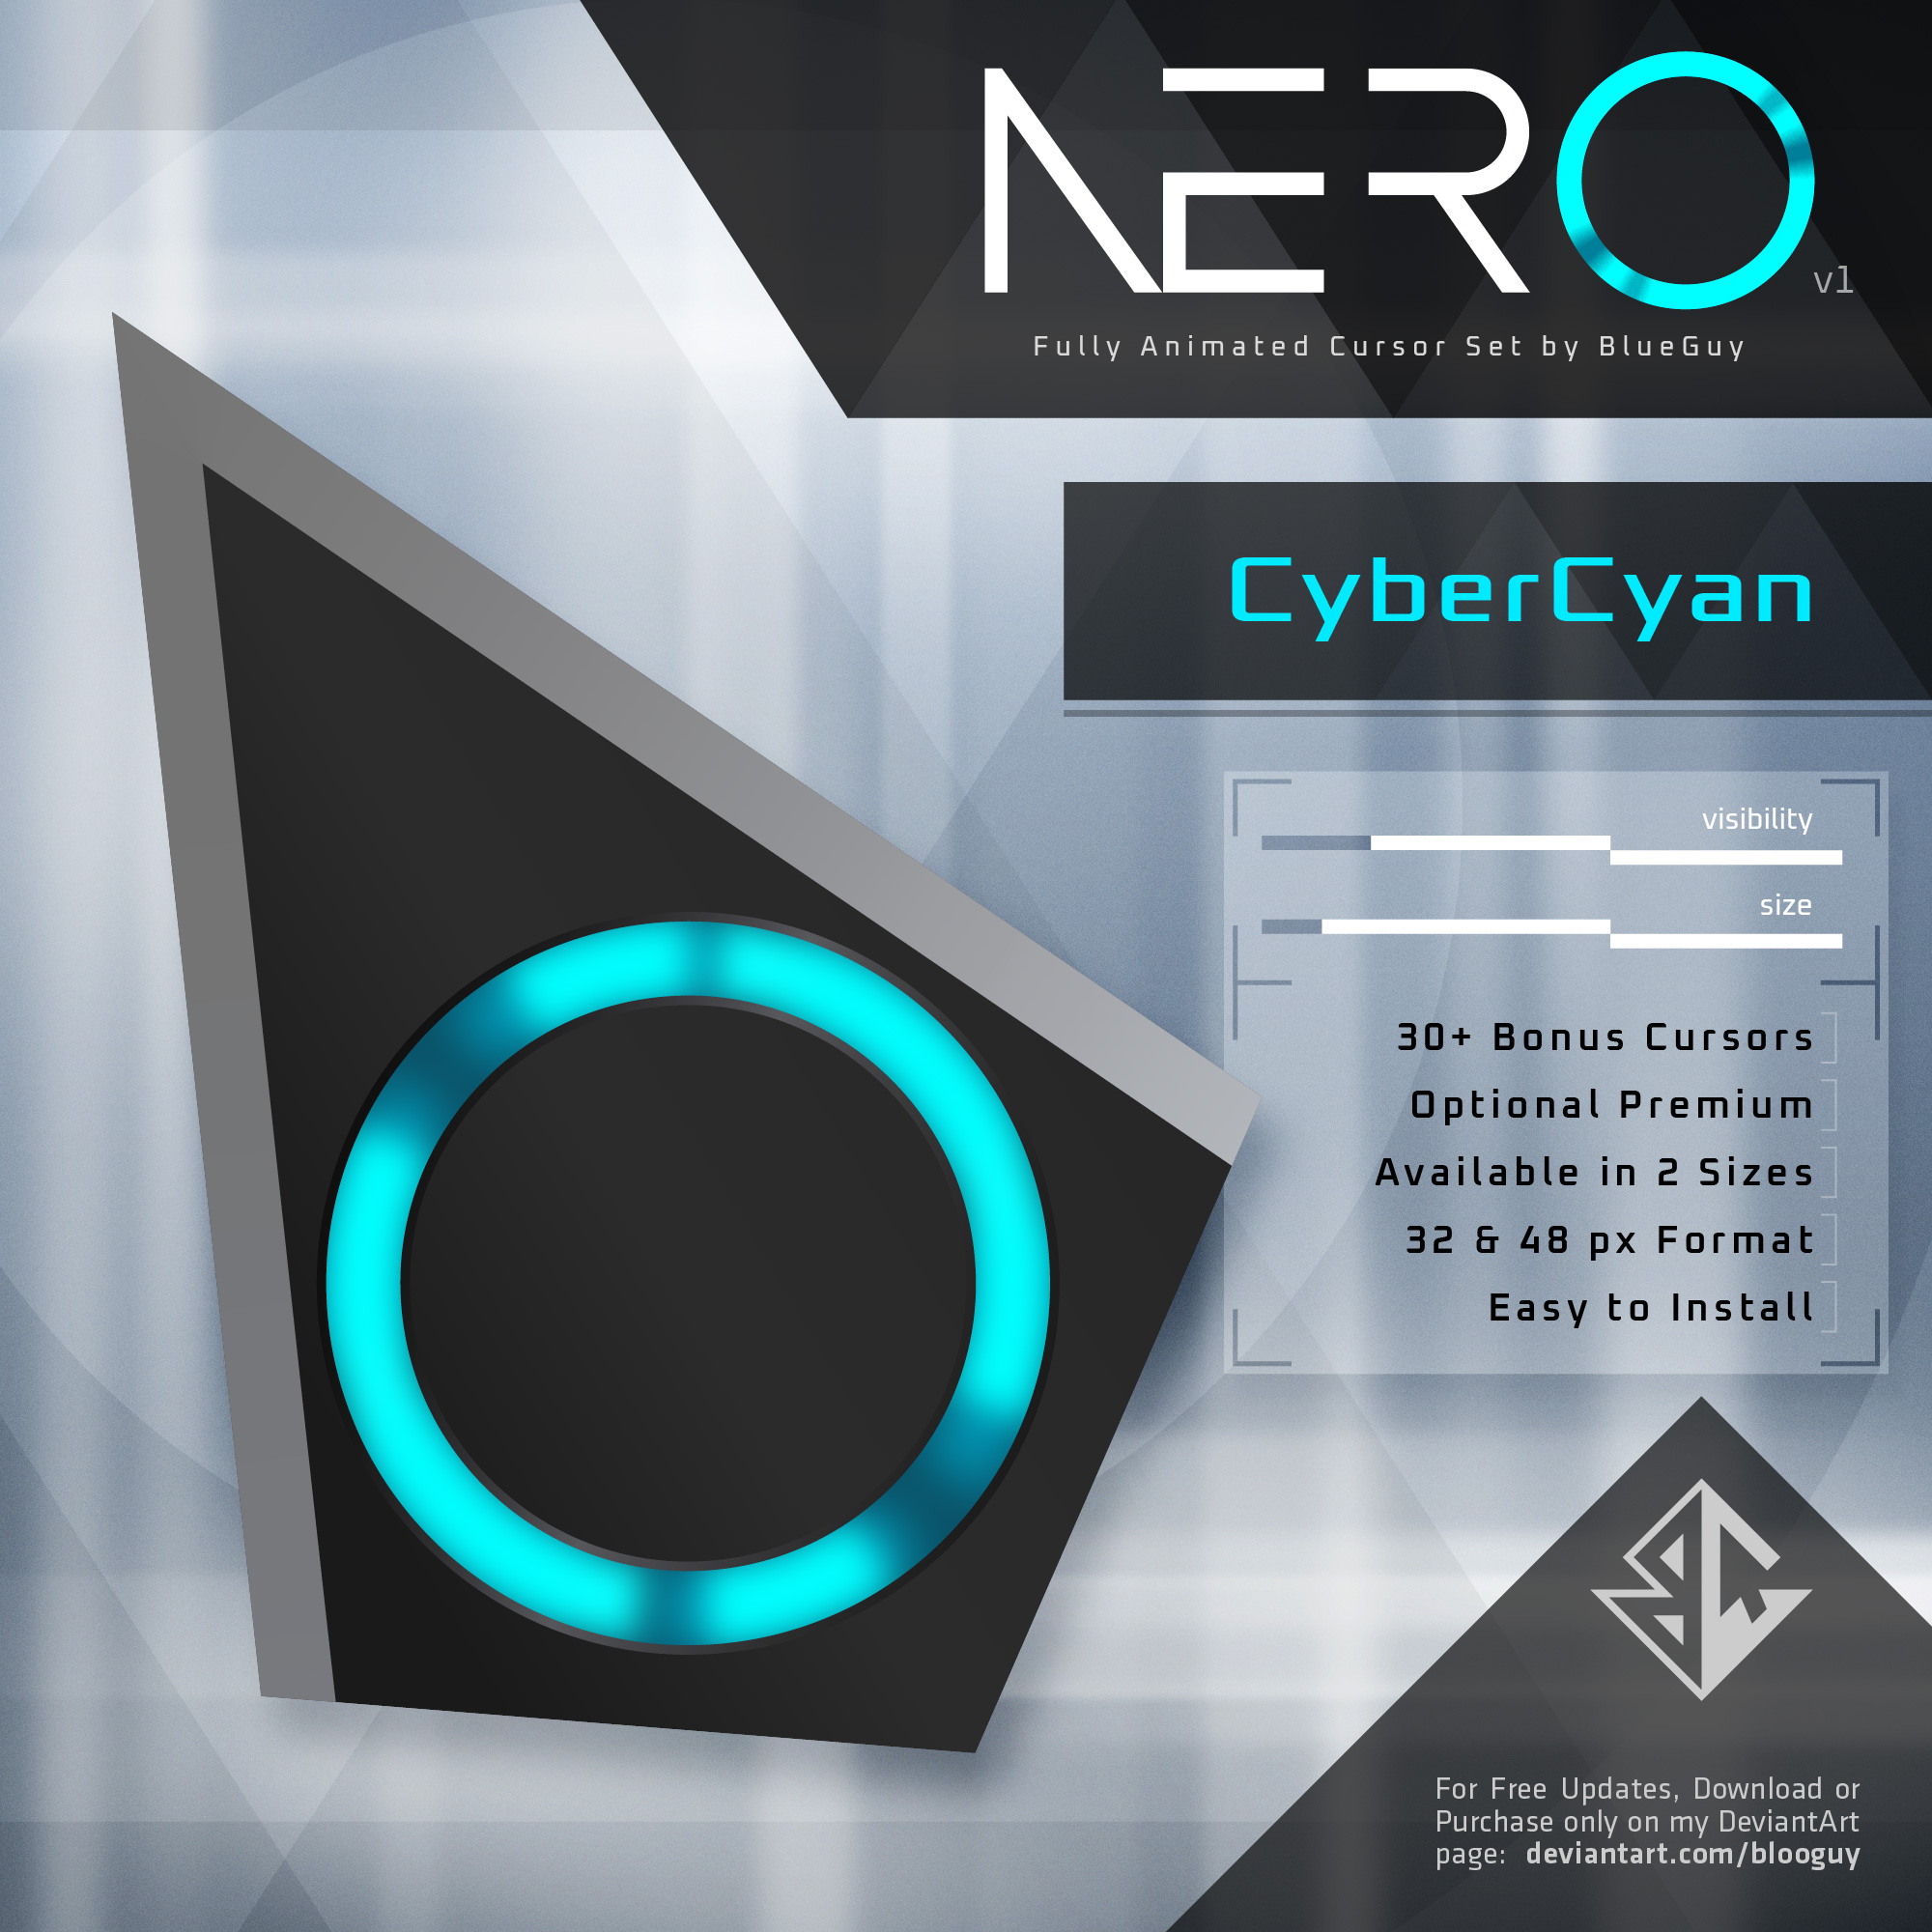 NERO
v1
Fully Animated Cursor Set by BlueGuy
CyberCyan
visibility
size
30+ Bonus Cursors
Optional Premium
Available in 2 Sizes
32 & 48 px Format
Easy to Install
For Free Updates, Download or
Purchase only on my DeviantArt
page: deviantart.com/blooguy